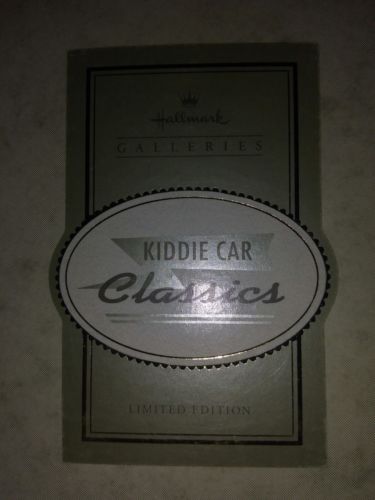 Hallmark
GALLERIES
KIDDIE CAR
Classics
LIMITED EDITION